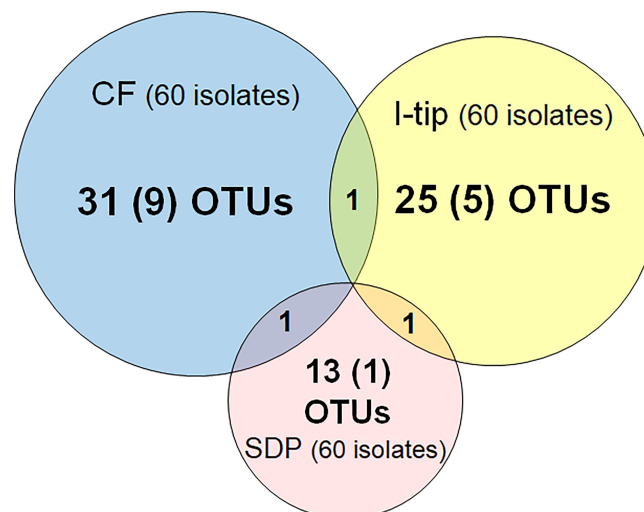 CF (60 isolates)
I-tip (60 isolates)
31 (9) OTUs
1
25 (5) OTUs
1
1
13 (1)
OTUs
SDP (60 isolates)